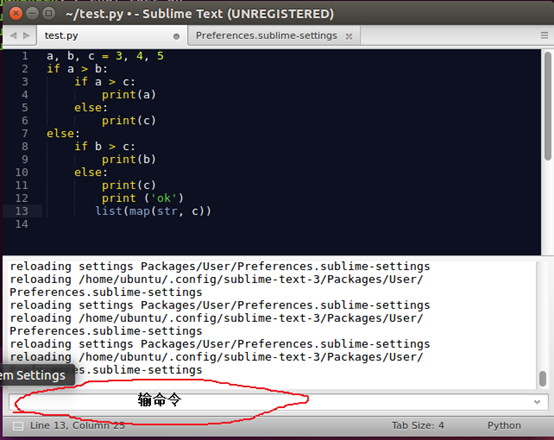 ~/test.py • - Sublime Text (UNREGISTERED)
test.py
Preferences.sublime-settings
1 a, b, c = 3, 4, 5
2 if a > b:
3 if a > c:
4 print(a)
5 else:
6 print(c)
7 else:
8 if b > c:
9 print(b)
10 else:
11 print(c)
12 print ('ok')
13 list(map(str, c))
14
reloading settings Packages/User/Preferences.sublime-settings
reloading /home/ubuntu/.config/sublime-text-3/Packages/User/
Preferences.sublime-settings
reloading settings Packages/User/Preferences.sublime-settings
reloading /home/ubuntu/.config/sublime-text-3/Packages/User/
Preferences.sublime-settings
reloading settings Packages/User/Preferences.sublime-settings
reloading /home/ubuntu/.config/sublime-text-3/Packages/User/
es.sublime-settings
em Settings
输命令
Line 13, Column 25
Tab Size: 4
Python